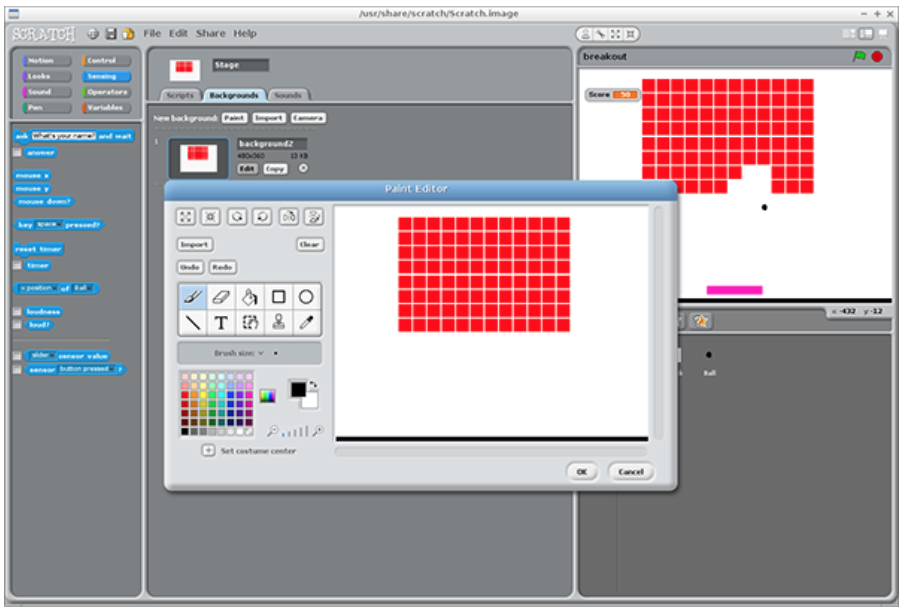 /usr/share/scratch/Scratch.image
SCRATCH File Edit Share Help
Motion Control
Looks Sensing
Sound Operators
Pen Variables
ask What's your name? and wait
answer
mouse x
mouse y
mouse down?
key space pressed?
reset timer
timer
x position of Ball
loudness
loud?
slider sensor value
sensor button pressed ?
Stage
Scripts Backgrounds Sounds
New background: Paint Import Camera
1 background2
480x360 13 KB
Edit Copy
Paint Editor
Import Clear
Undo Redo
T
Brush size:
Set costume center
OK Cancel
breakout
Score 50
x: -432 y: -12
Ball